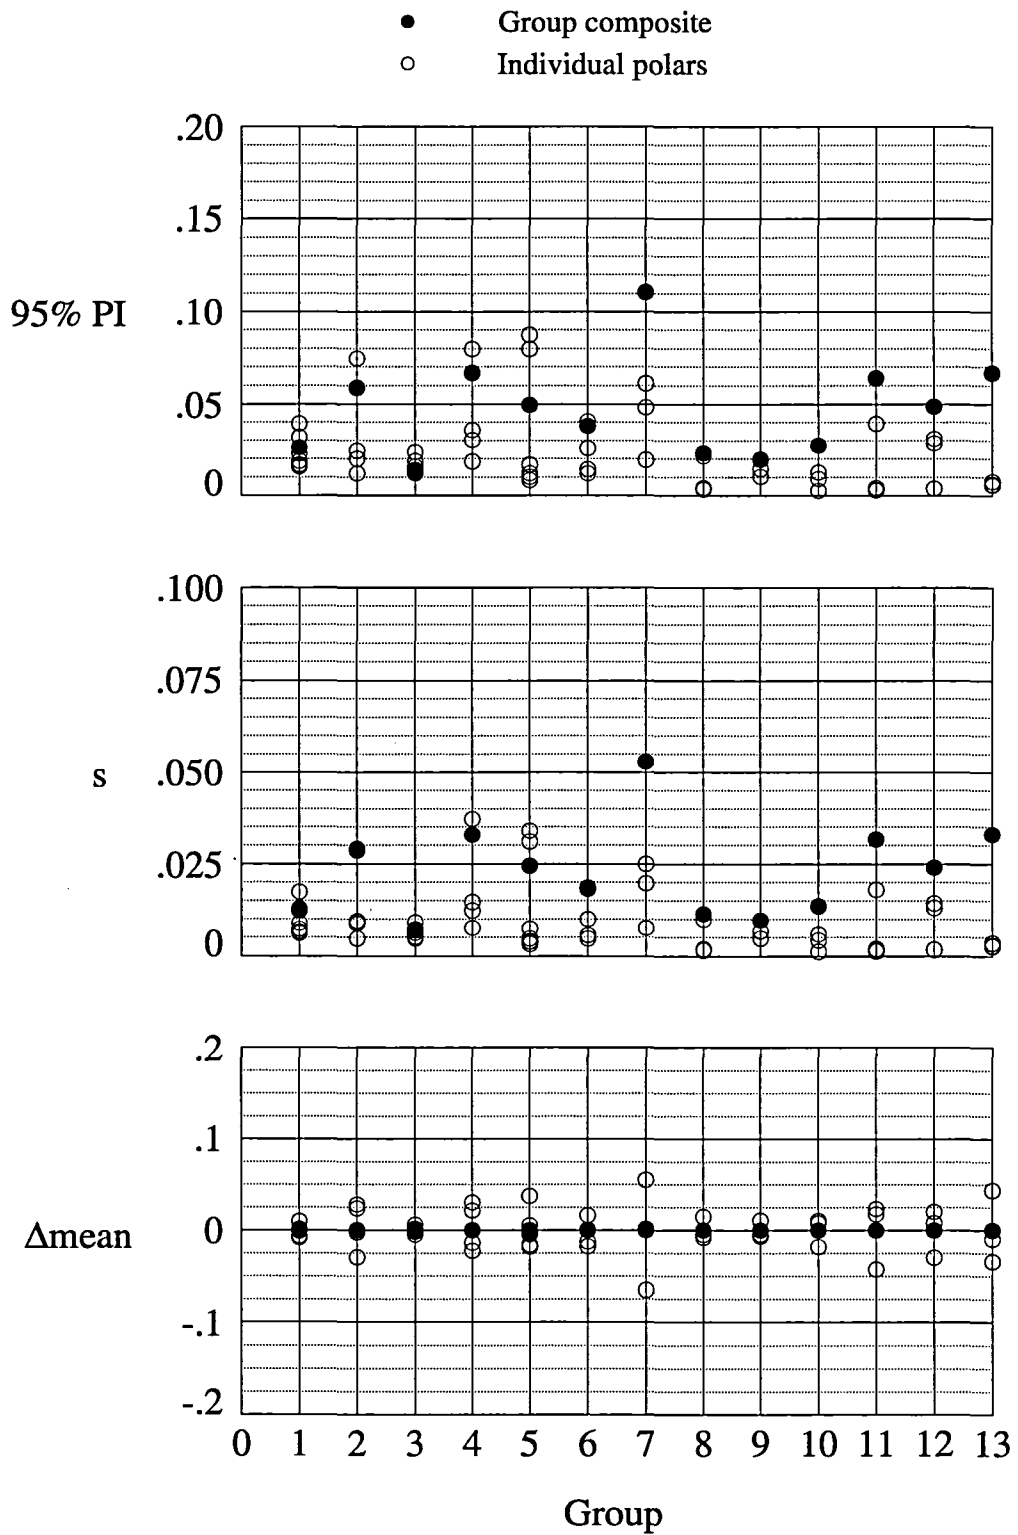 Group composite
Individual polars
.20
.15
95% PI
.10
.05
0
.100
.075
s
.050
.025
0
.2
.1
Δmean
0
-.1
-.2
0 1 2 3 4 5 6 7 8 9 10 11 12 13
Group